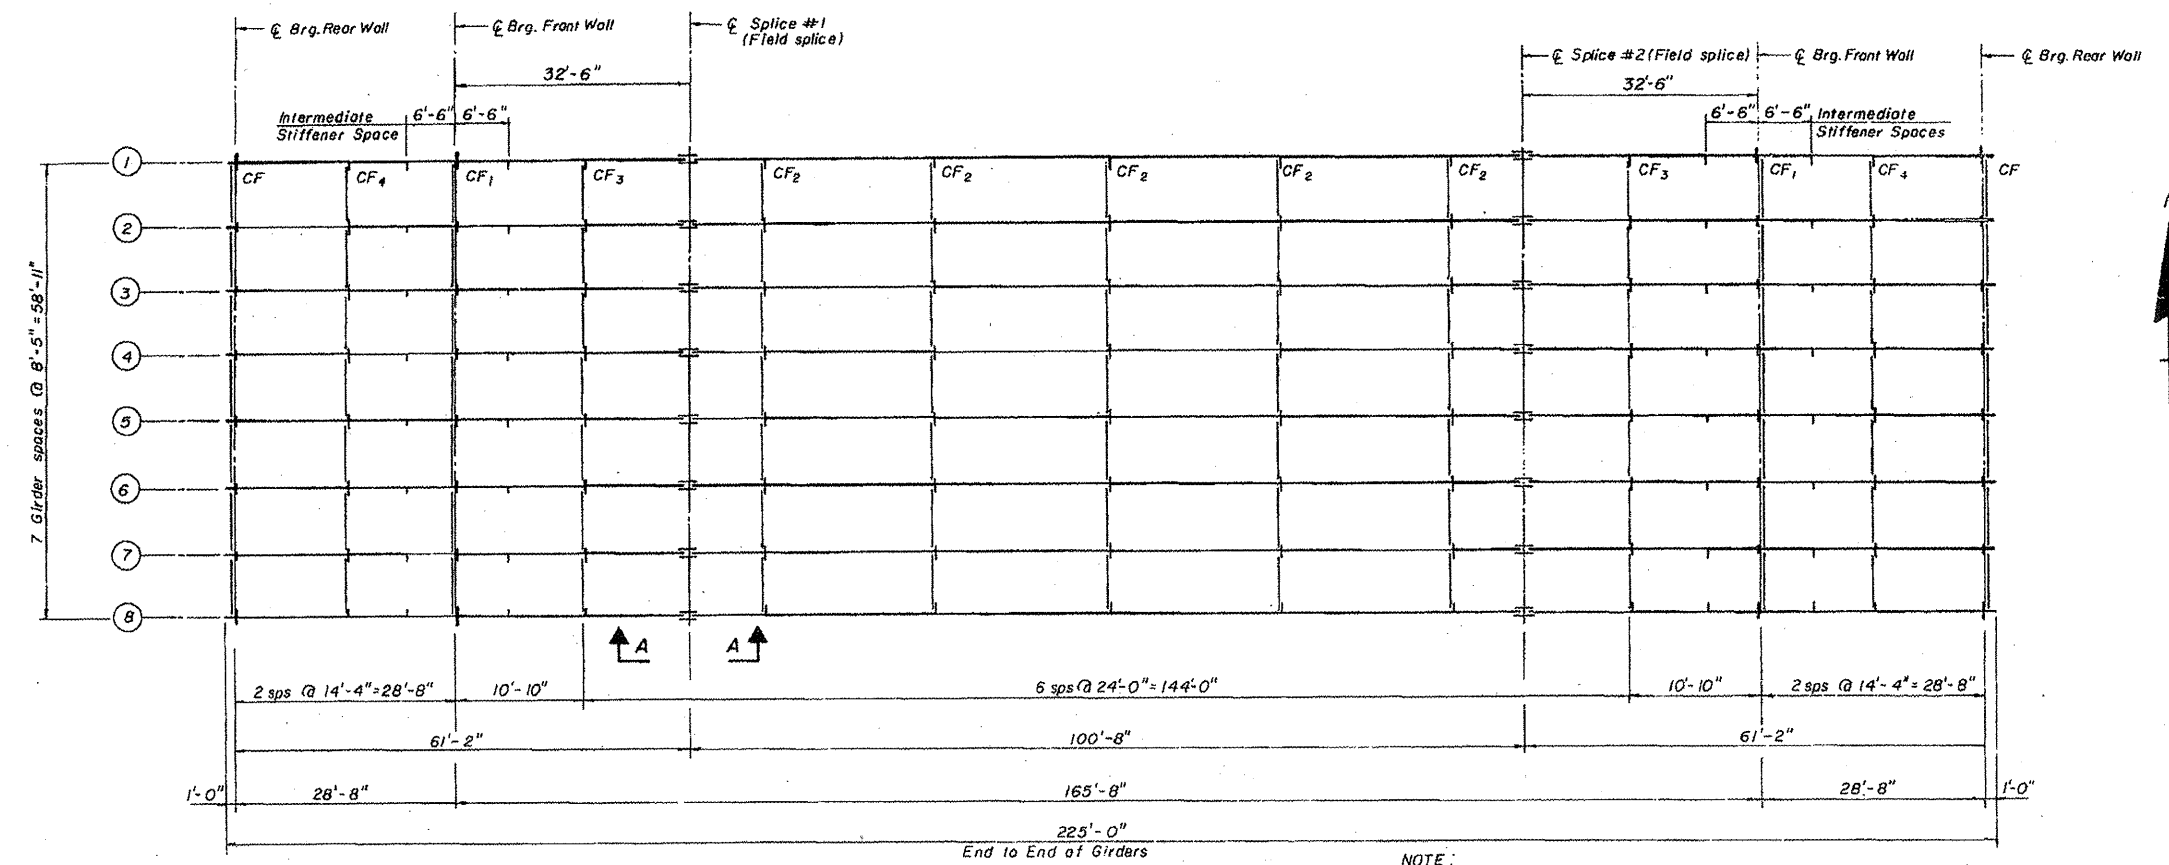 ℄ Brg. Rear Wall
℄ Brg. Front Wall
℄ Splice #1
(Field splice)
℄ Splice #2 (Field splice)
℄ Brg. Front Wall
℄ Brg. Rear Wall
32'-6"
32'-6"
Intermediate
Stiffener Space
6'-6"
6'-6"
6'-6"
6'-6"
Intermediate
Stiffener Spaces
1
CF
CF4
CF1
CF3
CF2
CF2
CF2
CF2
CF2
CF3
CF1
CF4
CF
2
3
4
5
6
7
8
7 Girder spaces @ 8'-5" = 58'-11"
A
A
2 sps @ 14'-4"=28'-8"
10'-10"
6 sps @ 24'-0"= 144'-0"
10'-10"
2 sps @ 14'-4" = 28'-8"
61'-2"
100'-8"
61'-2"
1'-0"
28'-8"
165'-8"
28'-8"
1'-0"
225'-0"
End to End of Girders
NOTE: